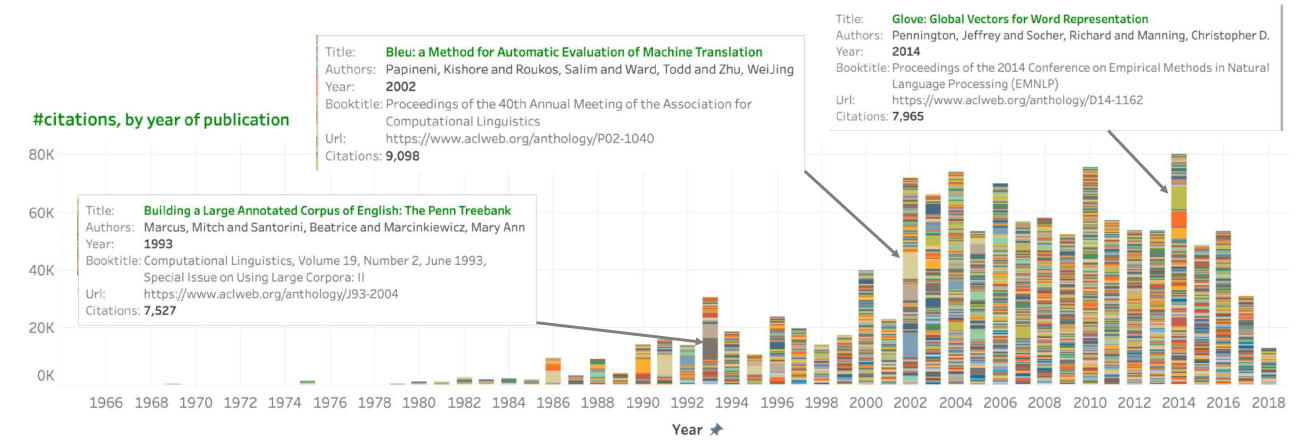 Title: Glove: Global Vectors for Word Representation
Authors: Pennington, Jeffrey and Socher, Richard and Manning, Christopher D.
Year: 2014
Booktitle: Proceedings of the 2014 Conference on Empirical Methods in Natural
Language Processing (EMNLP)
Url: https://www.aclweb.org/anthology/D14-1162
Citations: 7,965
Title: Bleu: a Method for Automatic Evaluation of Machine Translation
Authors: Papineni, Kishore and Roukos, Salim and Ward, Todd and Zhu, WeiJing
Year: 2002
Booktitle: Proceedings of the 40th Annual Meeting of the Association for
Computational Linguistics
Url: https://www.aclweb.org/anthology/P02-1040
Citations: 9,098
#citations, by year of publication
80K
Title: Building a Large Annotated Corpus of English: The Penn Treebank
Authors: Marcus, Mitch and Santorini, Beatrice and Marcinkiewicz, Mary Ann
Year: 1993
Booktitle: Computational Linguistics, Volume 19, Number 2, June 1993,
Special Issue on Using Large Corpora: II
Url: https://www.aclweb.org/anthology/J93-2004
Citations: 7,527
60K
40K
20K
0K
1966 1968 1970 1972 1974 1976 1978 1980 1982 1984 1986 1988 1990 1992 1994 1996 1998 2000 2002 2004 2006 2008 2010 2012 2014 2016 2018
Year